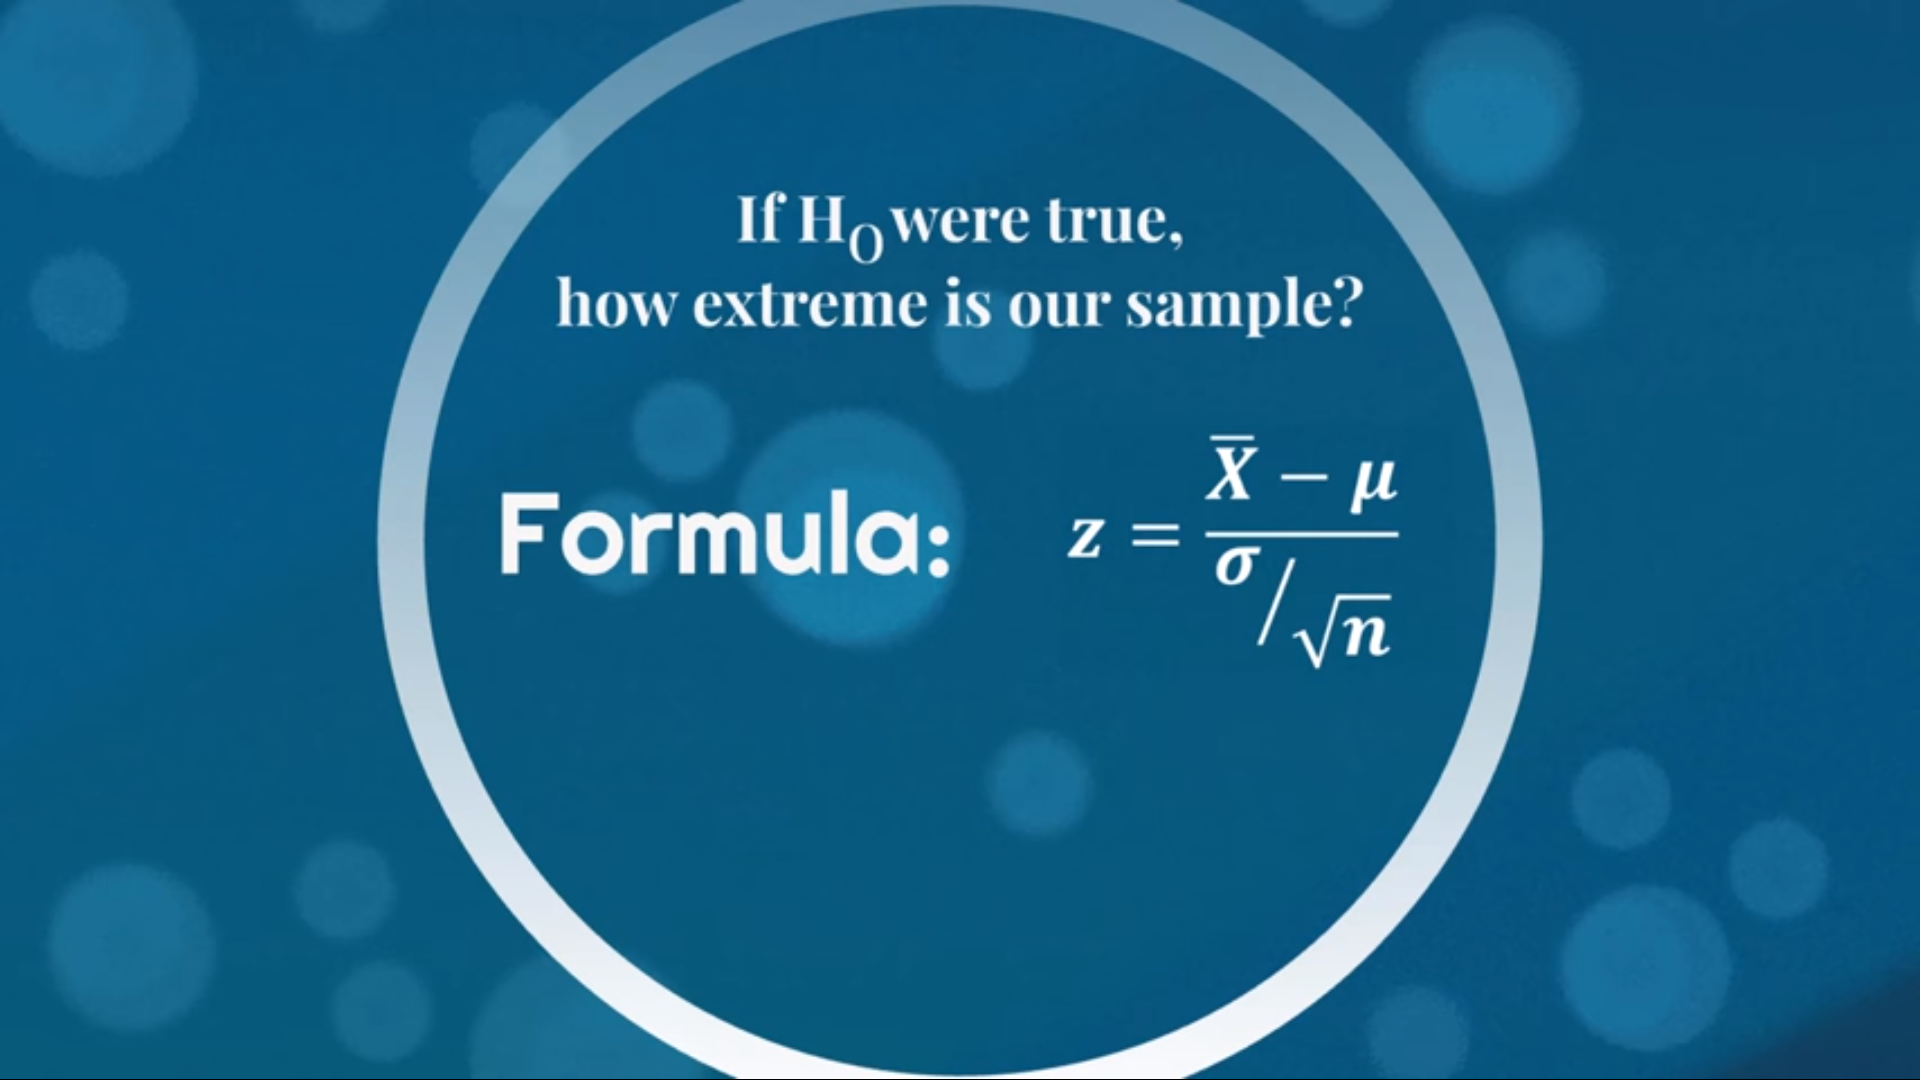 If H₀ were true,
how extreme is our sample?
Formula: z = (X̅ − μ) / (σ/√n)